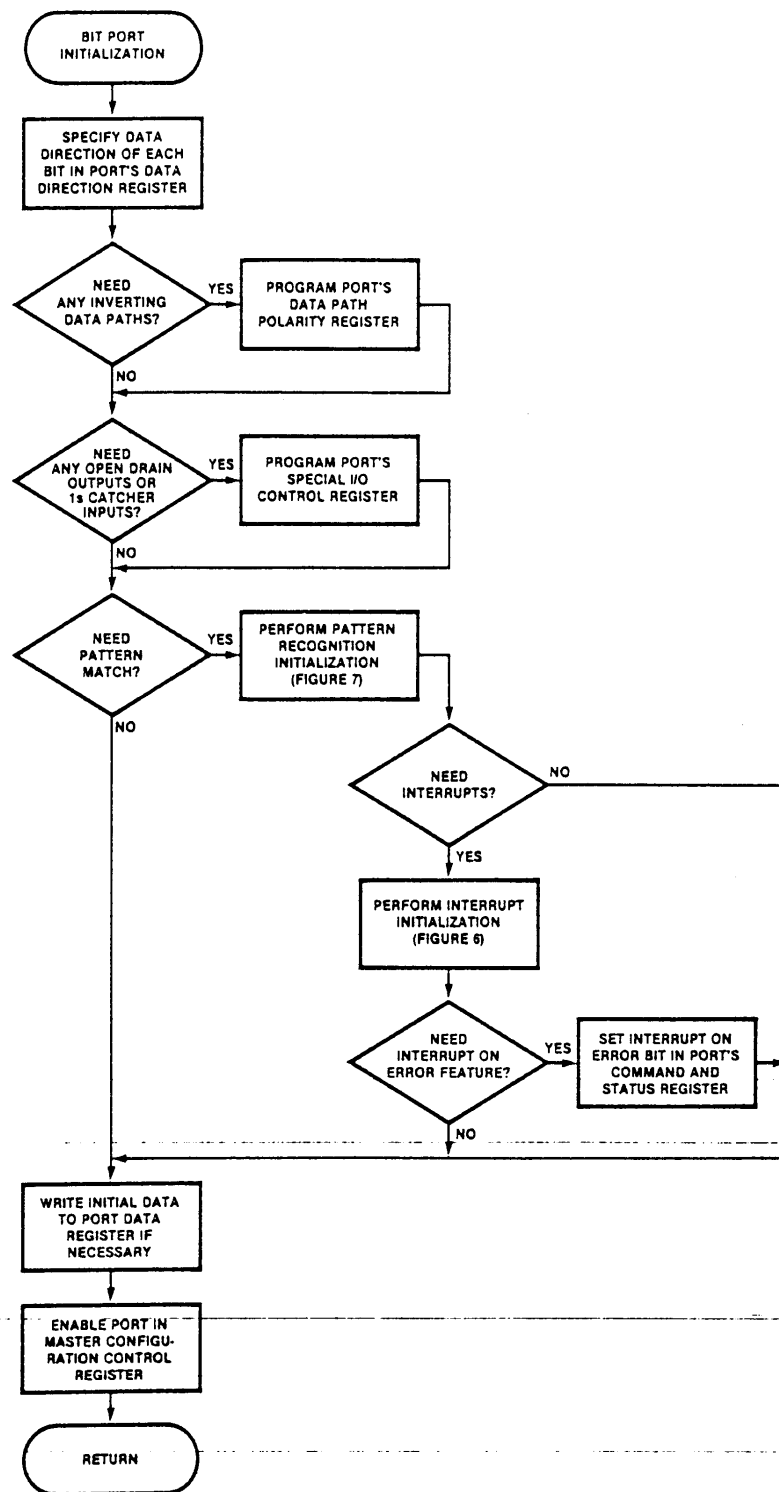 BIT PORT
INITIALIZATION
SPECIFY DATA
DIRECTION OF EACH
BIT IN PORT'S DATA
DIRECTION REGISTER
NEED
ANY INVERTING
DATA PATHS?
YES
PROGRAM PORT'S
DATA PATH
POLARITY REGISTER
NO
NEED
ANY OPEN DRAIN
OUTPUTS OR
1s CATCHER
INPUTS?
YES
PROGRAM PORT'S
SPECIAL I/O
CONTROL REGISTER
NO
NEED
PATTERN
MATCH?
YES
PERFORM PATTERN
RECOGNITION
INITIALIZATION
(FIGURE 7)
NO
NEED
INTERRUPTS?
NO
YES
PERFORM INTERRUPT
INITIALIZATION
(FIGURE 6)
NEED
INTERRUPT ON
ERROR FEATURE?
YES
SET INTERRUPT ON
ERROR BIT IN PORT'S
COMMAND AND
STATUS REGISTER
NO
WRITE INITIAL DATA
TO PORT DATA
REGISTER IF
NECESSARY
ENABLE PORT IN
MASTER CONFIGU-
RATION CONTROL
REGISTER
RETURN